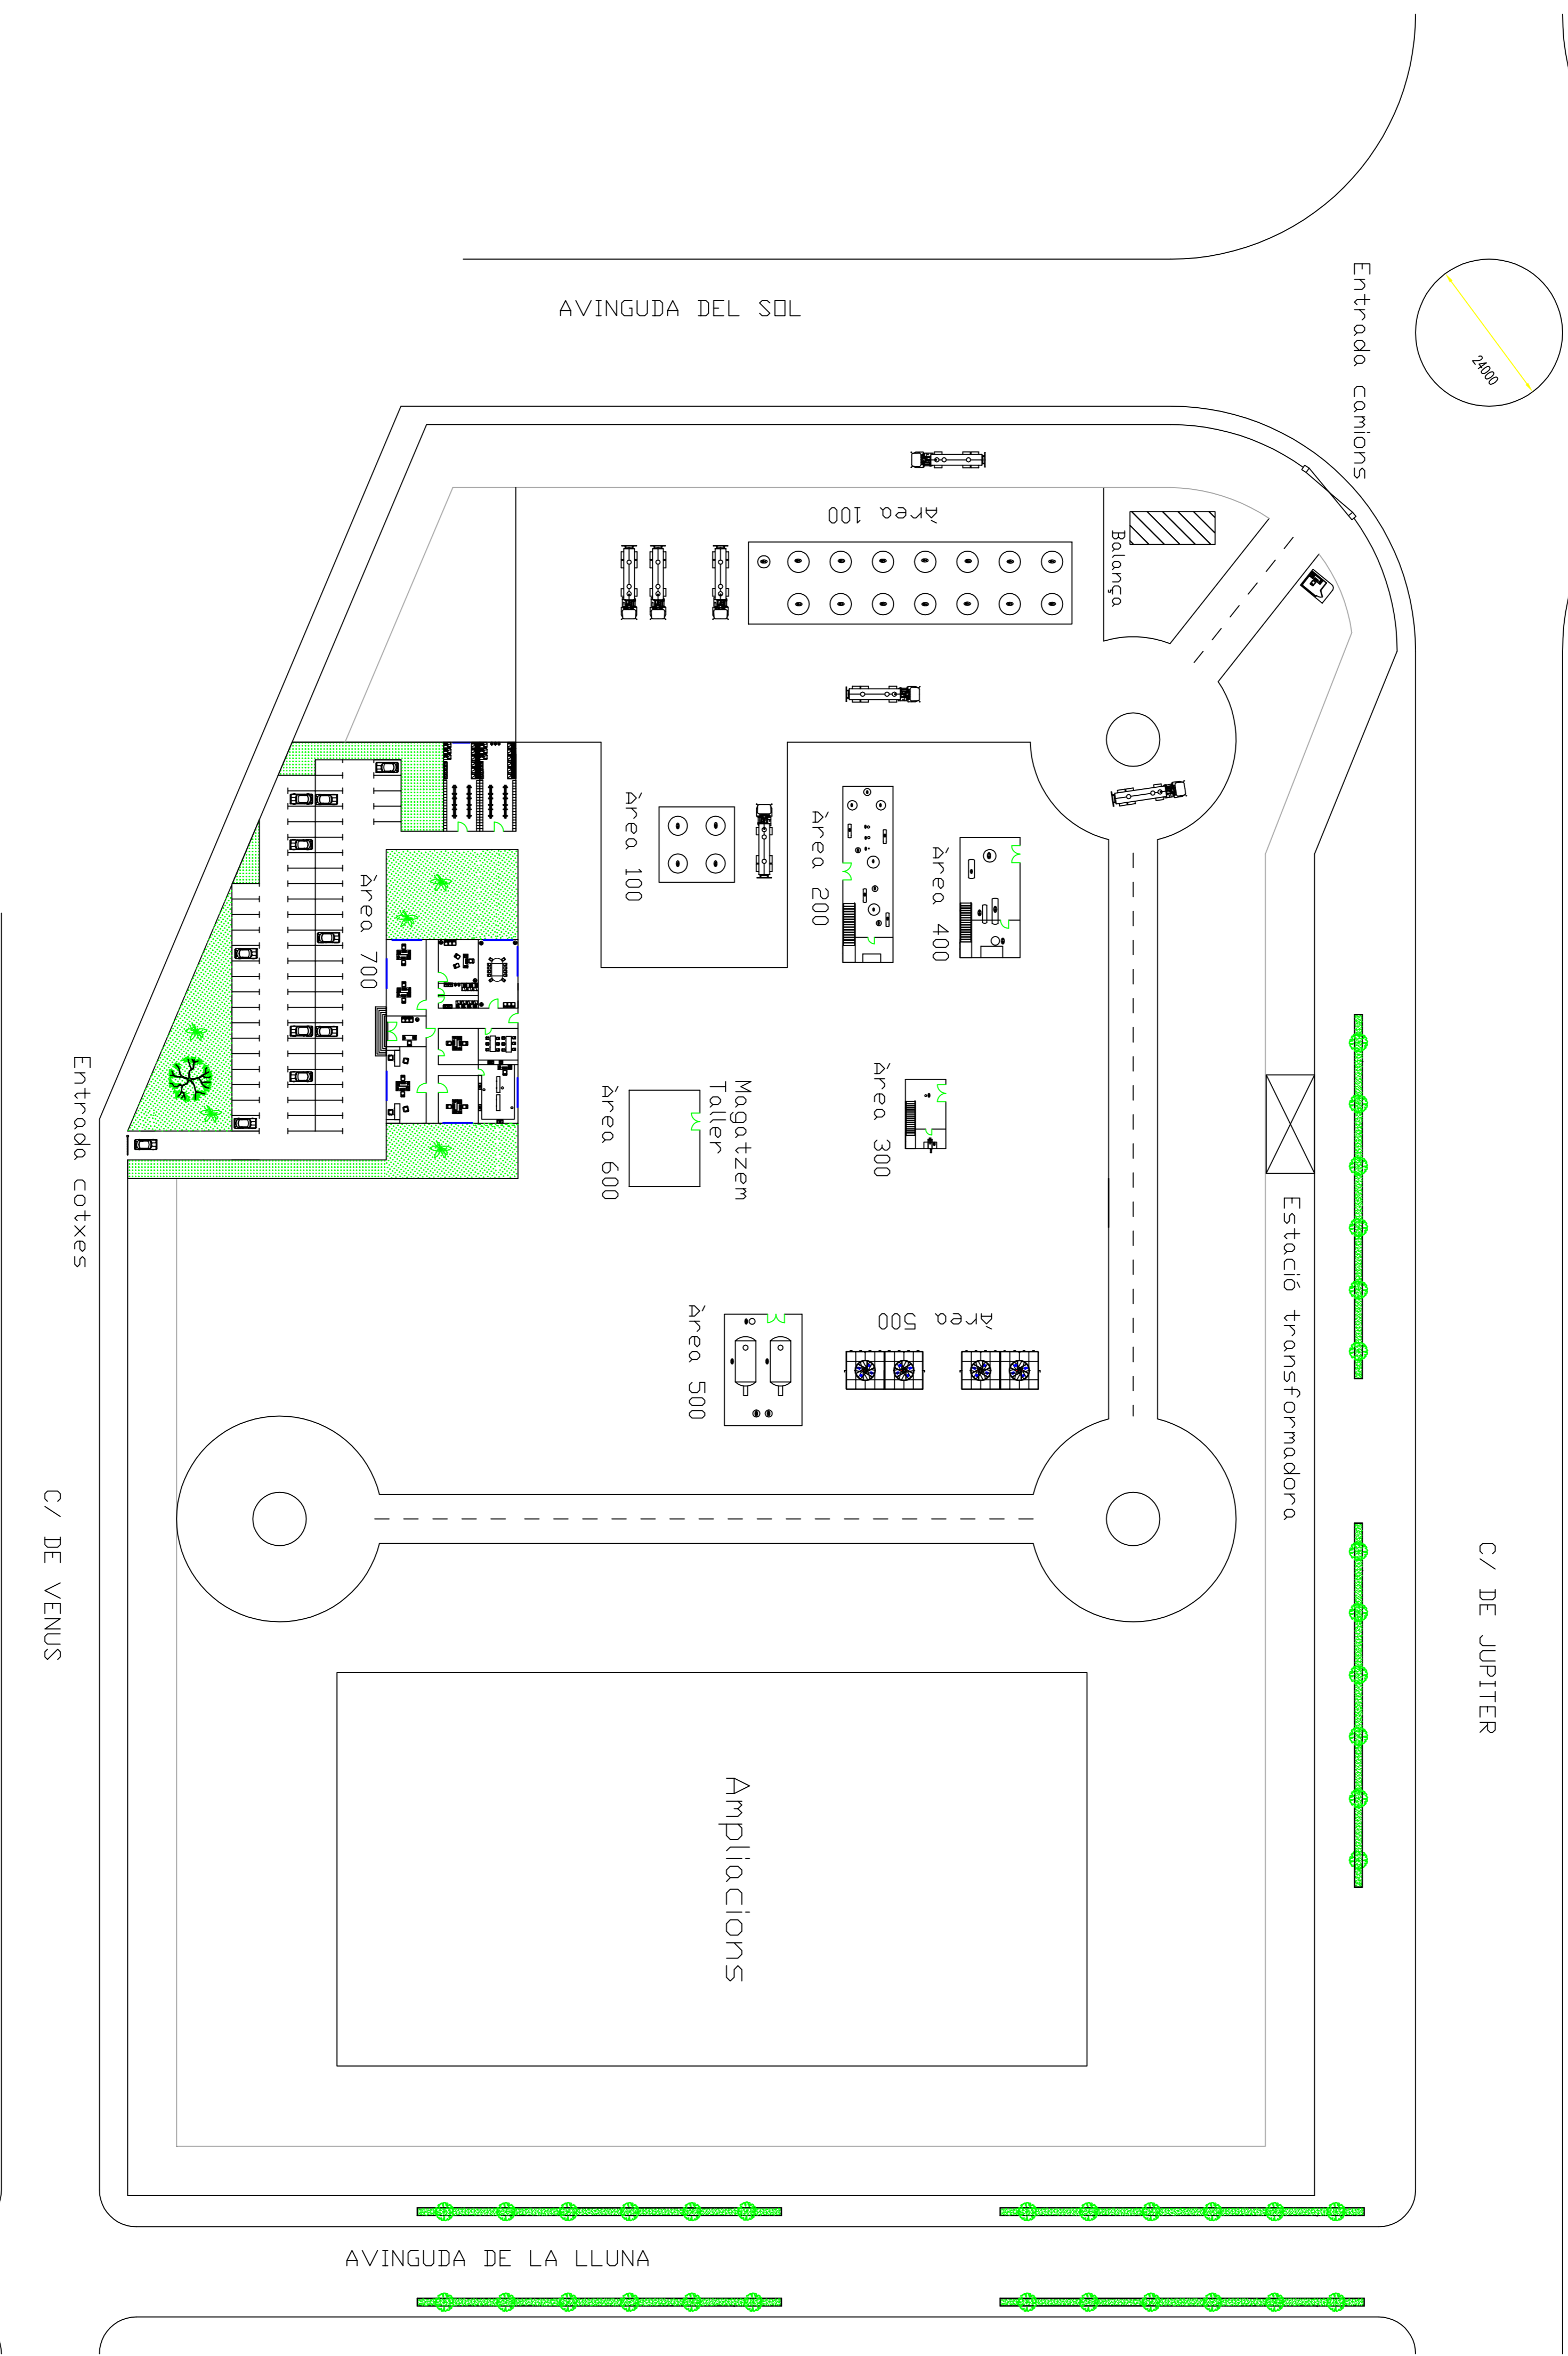 Entrada camions
24000
AVINGUDA DEL SOL
Àrea 100
Balança
Àrea 100
Àrea 200
Àrea 400
Àrea 700
Àrea 300
Magatzem
Taller
Àrea 600
Entrada cotxes
Estació transformadora
Àrea 500
Àrea 500
C/ DE VENUS
C/ DE JUPITER
Ampliacions
AVINGUDA DE LA LLUNA